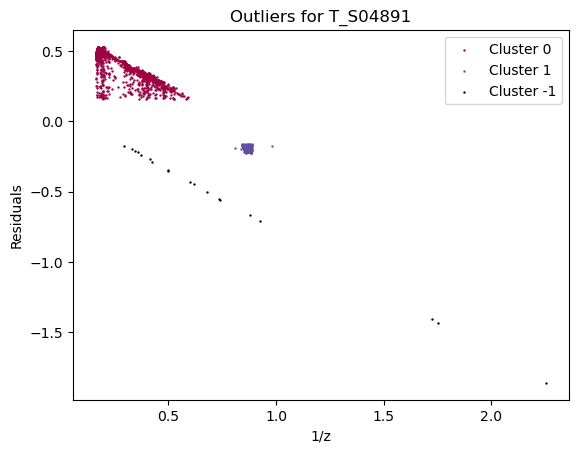 Outliers for T_S04891
Cluster 0
Cluster 1
Cluster -1
Residuals
0.5
0.0
−0.5
−1.0
−1.5
0.5 1.0 1.5 2.0
1/z